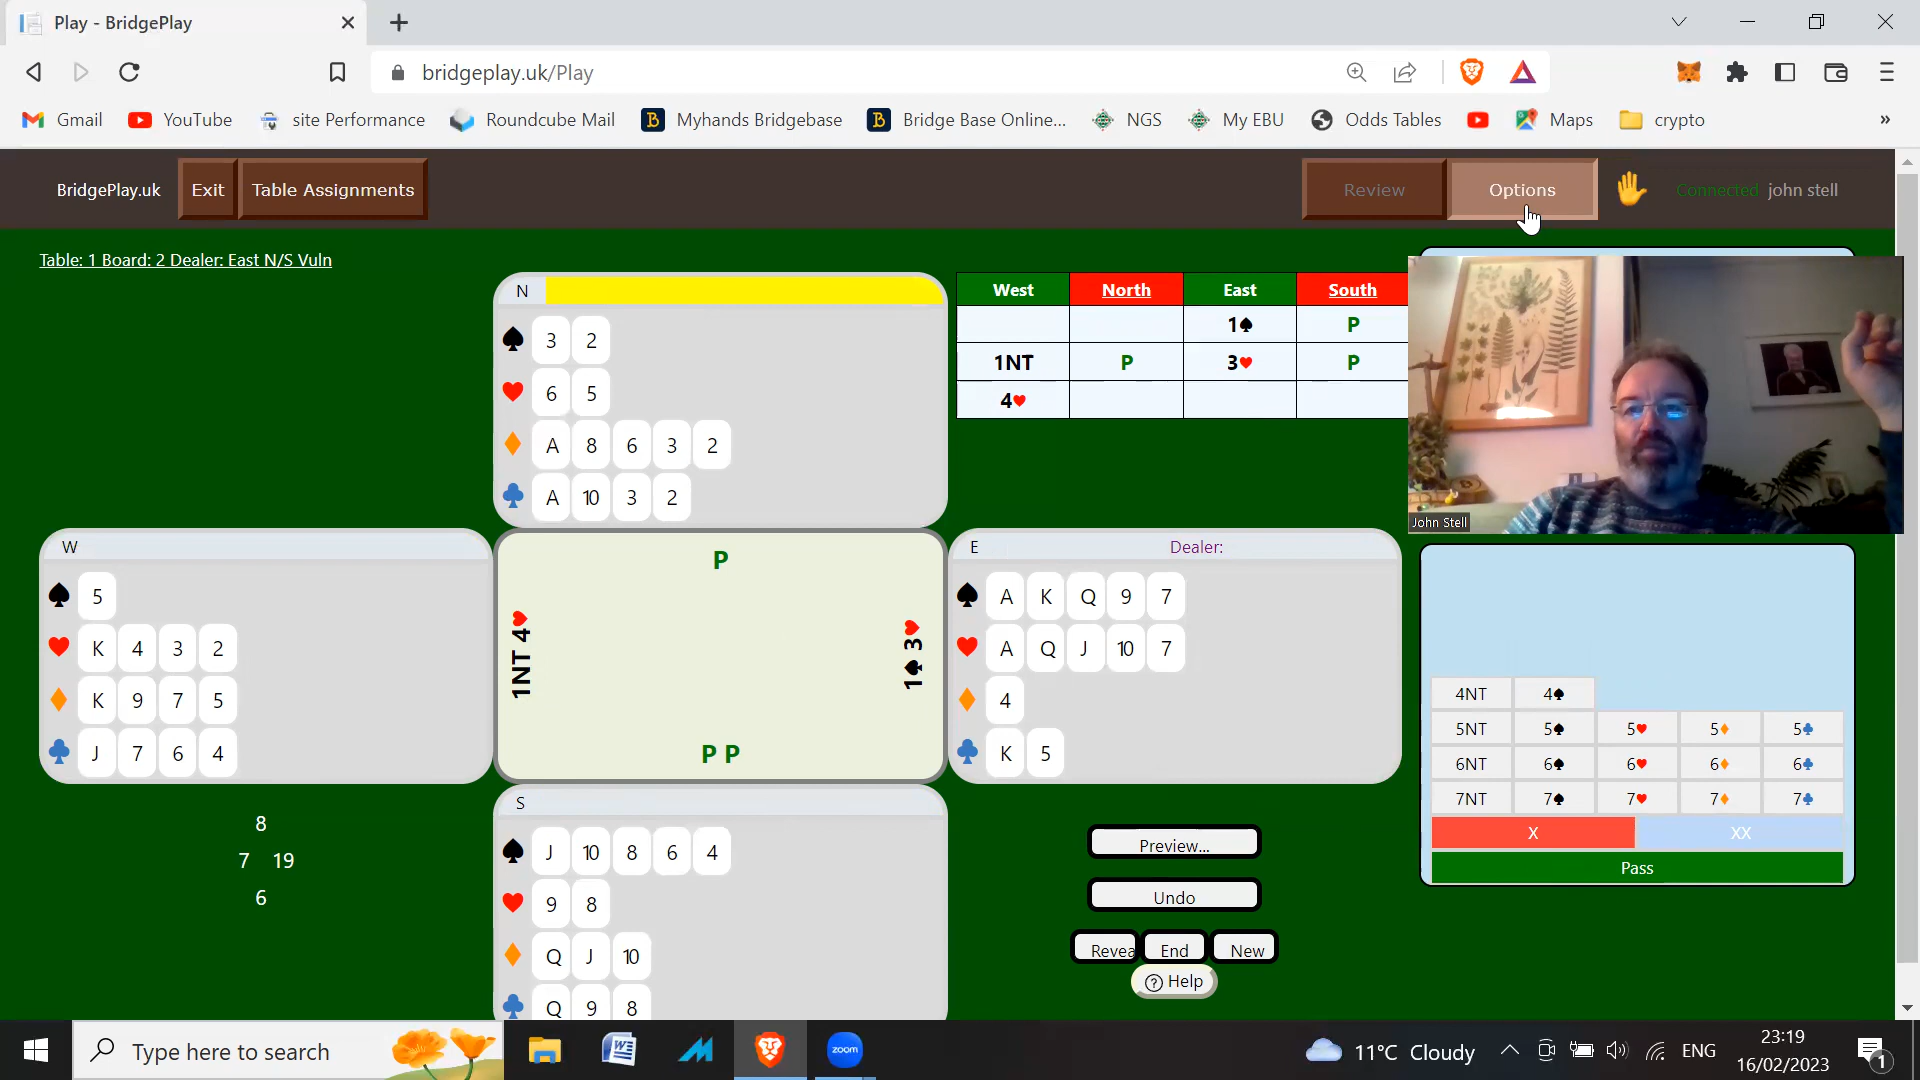 Play - BridgePlay
bridgeplay.uk/Play
Gmail YouTube site Performance Roundcube Mail Myhands Bridgebase Bridge Base Online... NGS My EBU Odds Tables Maps crypto »
BridgePlay.uk Exit Table Assignments Review Options Connected john stell
Table: 1 Board: 2 Dealer: East N/S Vuln
N
♠ 3 2
♥ 6 5
♦ A 8 6 3 2
♣ A 10 3 2
West North East South
1♠ P
1NT P 3♥ P
4♥
John Stell
W
♠ 5
♥ K 4 3 2
♦ K 9 7 5
♣ J 7 6 4
P
1NT 4♥
1♠ 3♥
P P
E Dealer:
♠ A K Q 9 7
♥ A Q J 10 7
♦ 4
♣ K 5
4NT 4♠
5NT 5♠ 5♥ 5♦ 5♣
6NT 6♠ 6♥ 6♦ 6♣
7NT 7♠ 7♥ 7♦ 7♣
X XX
Pass
8
7 19
6
S
♠ J 10 8 6 4
♥ 9 8
♦ Q J 10
♣ Q 9 8
Preview...
Undo
Revea End New
? Help
Type here to search
W
zoom
11°C Cloudy
ENG
23:19
16/02/2023
1